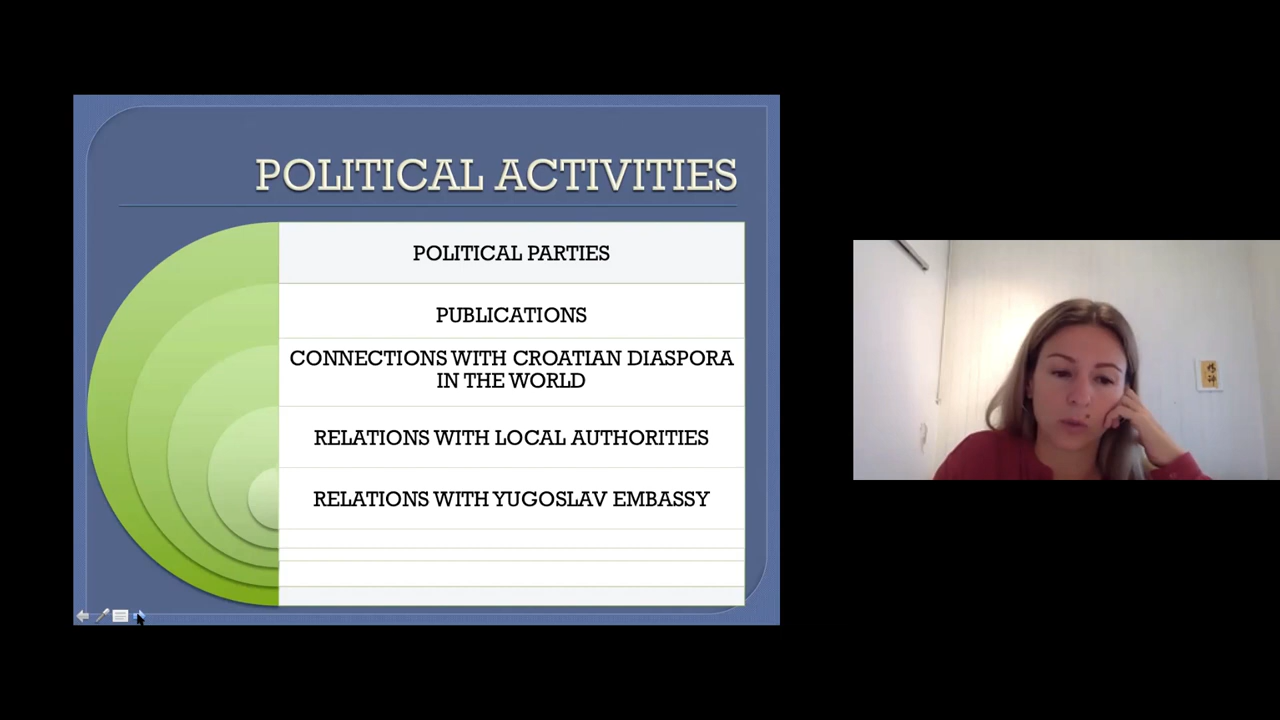 POLITICAL ACTIVITIES
POLITICAL PARTIES
PUBLICATIONS
CONNECTIONS WITH CROATIAN DIASPORA
IN THE WORLD
RELATIONS WITH LOCAL AUTHORITIES
RELATIONS WITH YUGOSLAV EMBASSY